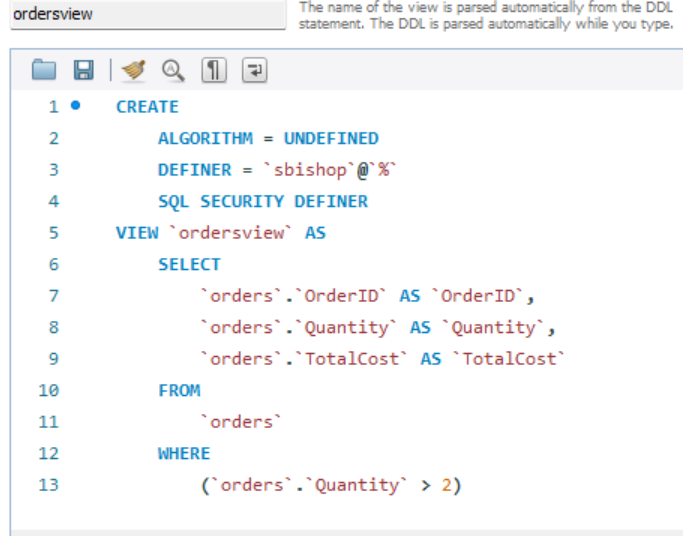 ordersview
The name of the view is parsed automatically from the DDL
statement. The DDL is parsed automatically while you type.
1 CREATE
2 ALGORITHM = UNDEFINED
3 DEFINER = `sbishop`@`%`
4 SQL SECURITY DEFINER
5 VIEW `ordersview` AS
6 SELECT
7 `orders`.`OrderID` AS `OrderID`,
8 `orders`.`Quantity` AS `Quantity`,
9 `orders`.`TotalCost` AS `TotalCost`
10 FROM
11 `orders`
12 WHERE
13 (`orders`.`Quantity` > 2)